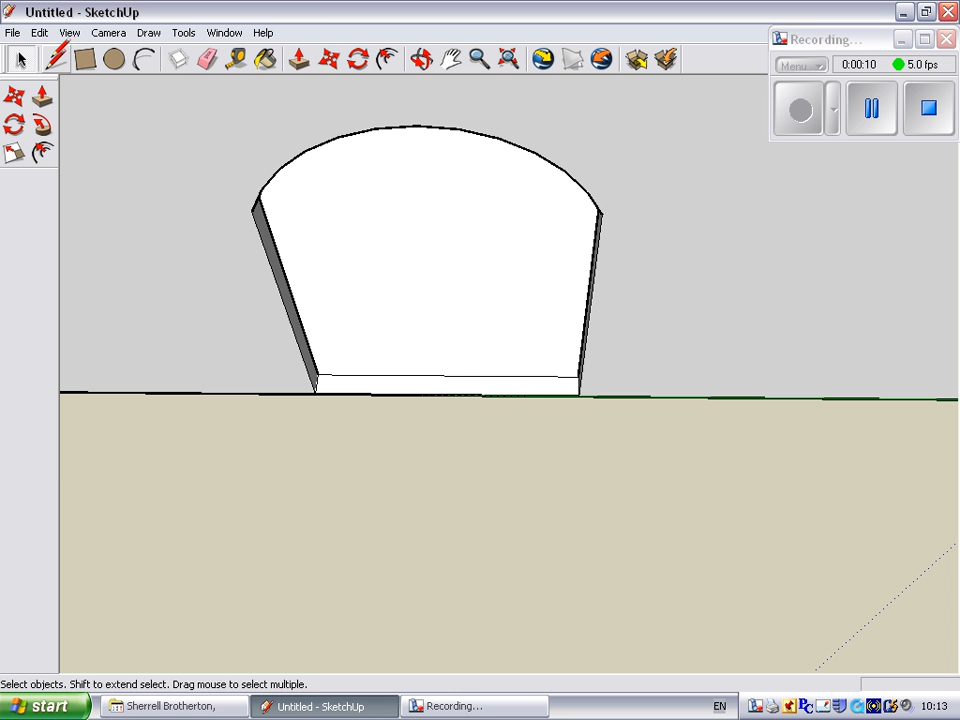 Untitled - SketchUp
File Edit View Camera Draw Tools Window Help
Recording...
Menu 0:00:10 5.0 fps
Select objects. Shift to extend select. Drag mouse to select multiple.
start Sherrell Brotherton, Untitled - SketchUp Recording... EN 10:13